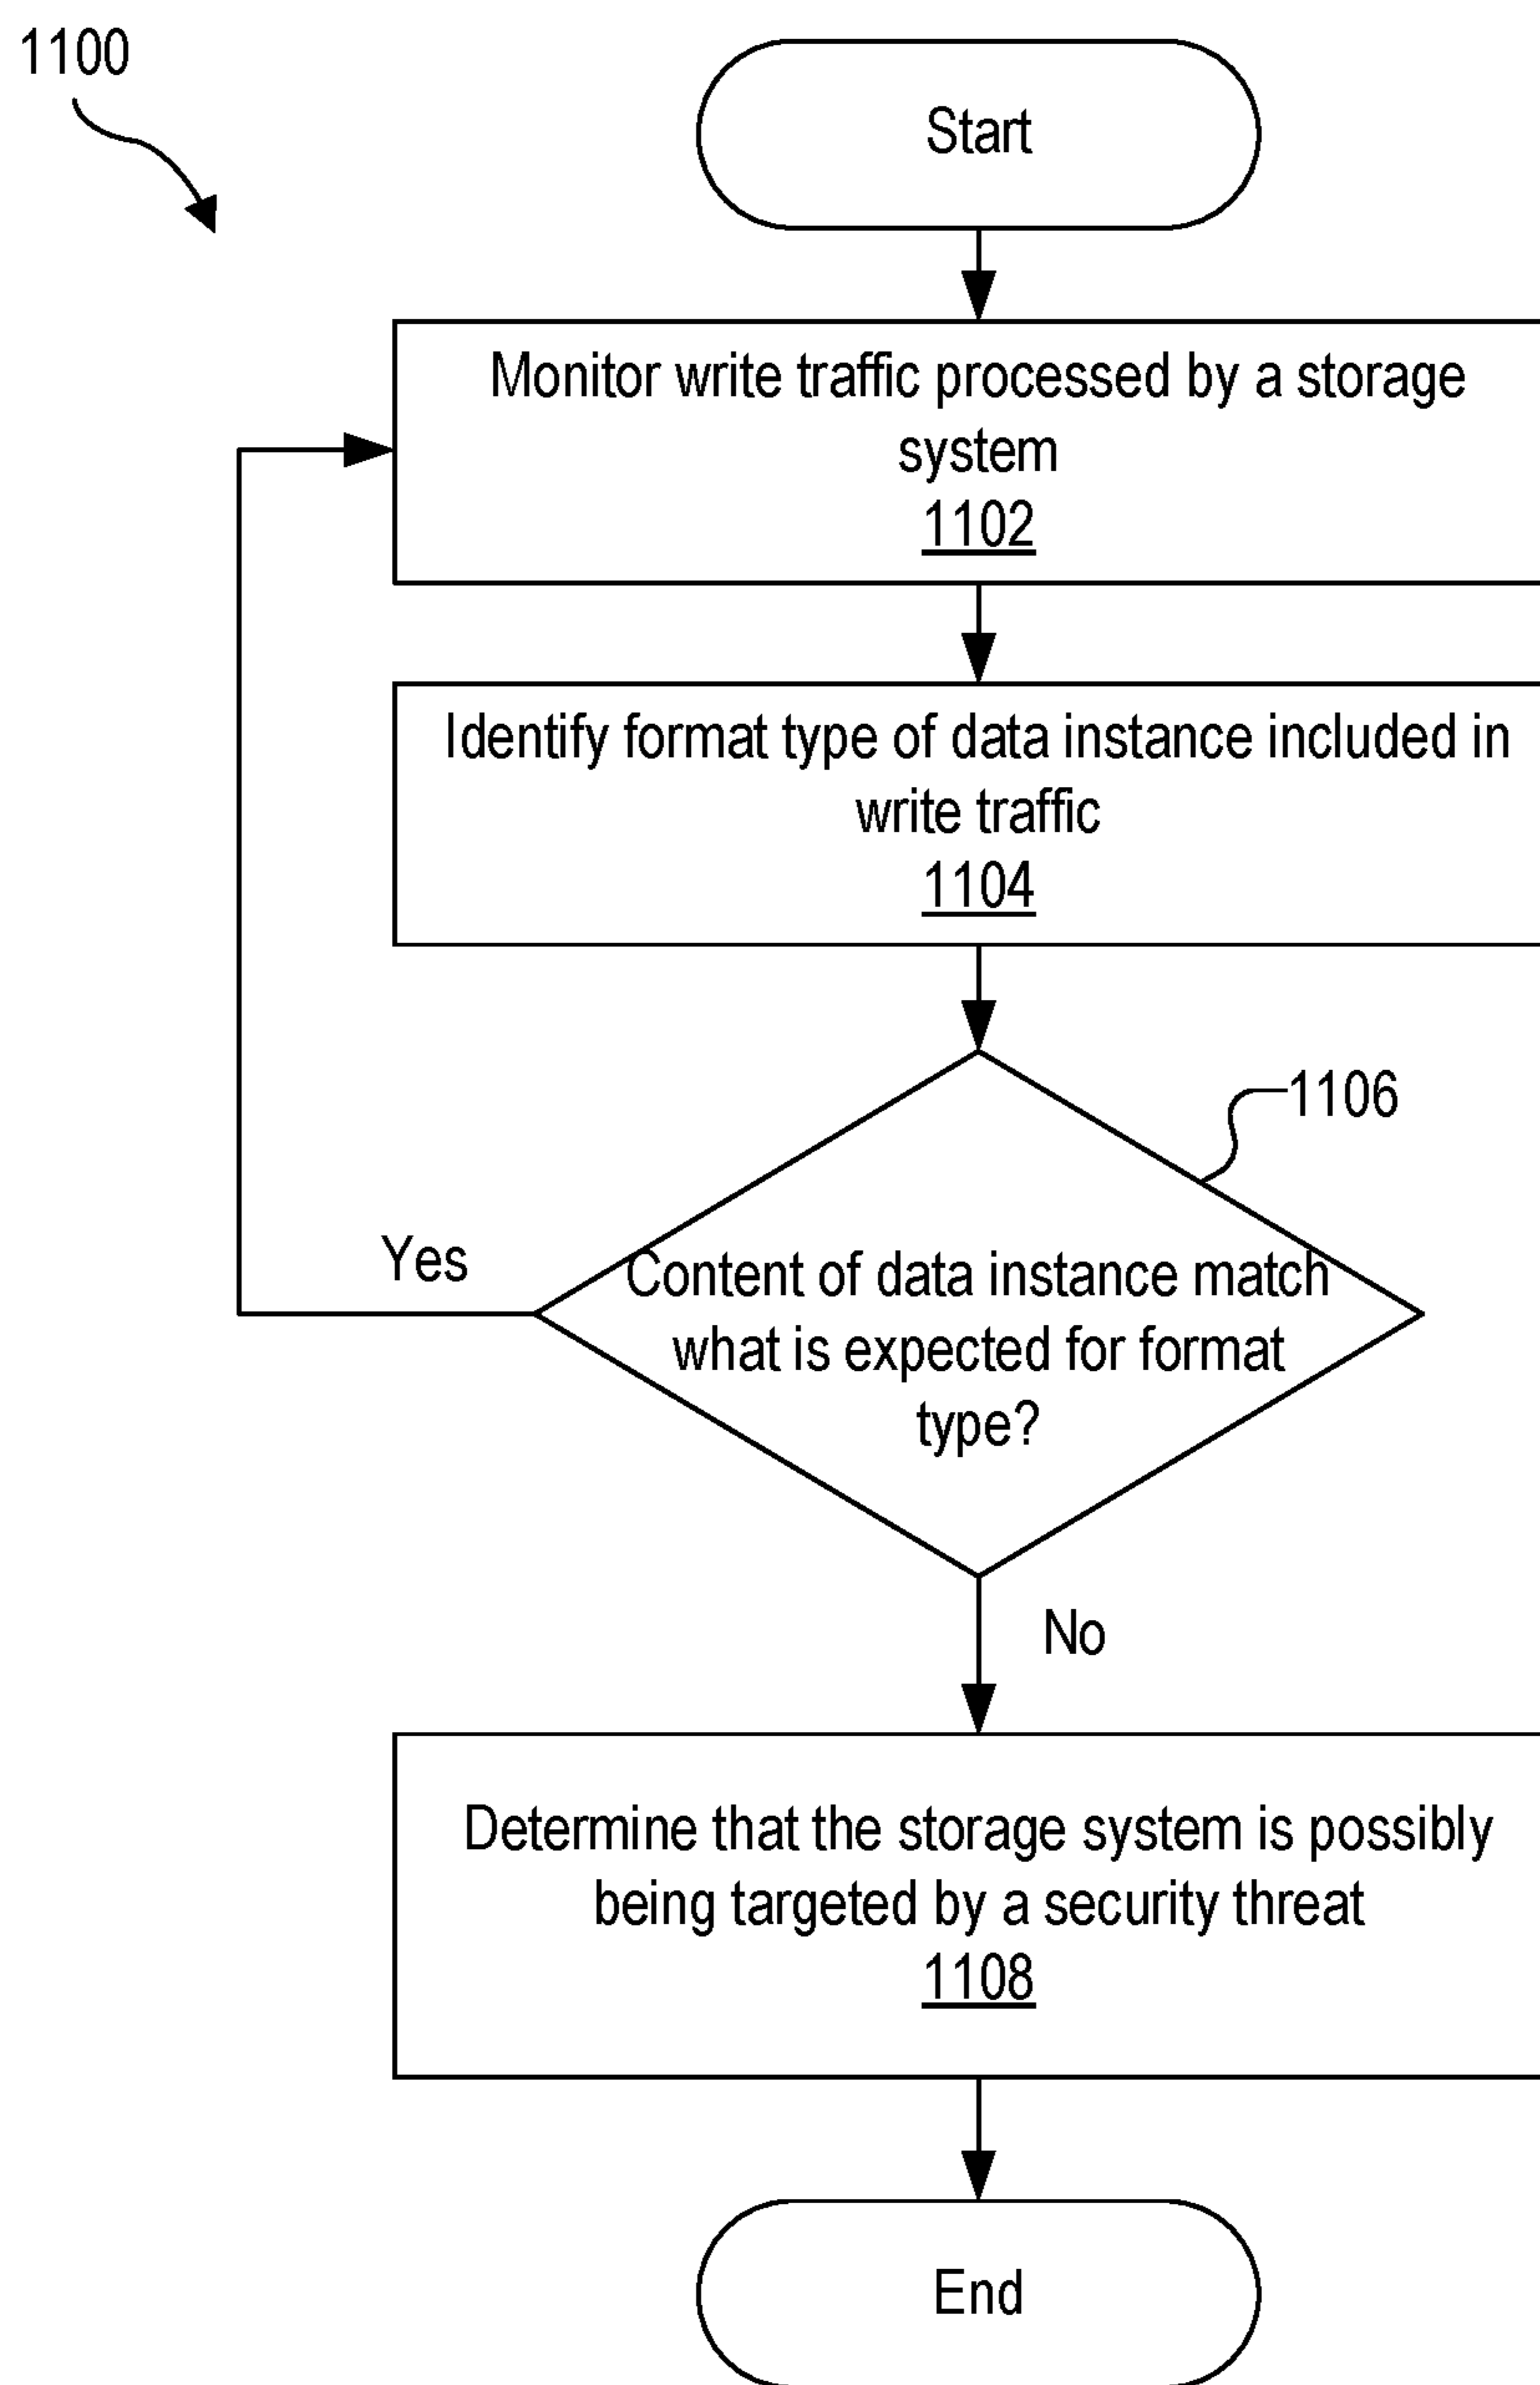 1100
Start
Monitor write traffic processed by a storage
system
1102
Identify format type of data instance included in
write traffic
1104
1106
Yes
Content of data instance match
what is expected for format
type?
No
Determine that the storage system is possibly
being targeted by a security threat
1108
End